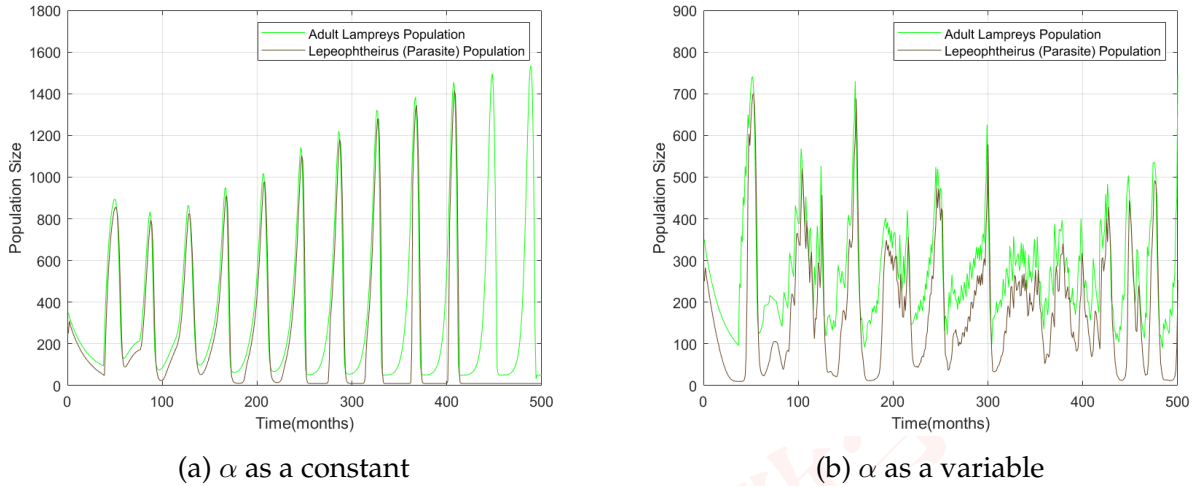 1800
1600
1400
1200
1000
800
600
400
200
0
Population Size
0 100 200 300 400 500
Time(months)
Adult Lampreys Population
Lepeophtheirus (Parasite) Population
(a) α as a constant
900
800
700
600
500
400
300
200
100
0
Population Size
0 100 200 300 400 500
Time(months)
Adult Lampreys Population
Lepeophtheirus (Parasite) Population
(b) α as a variable